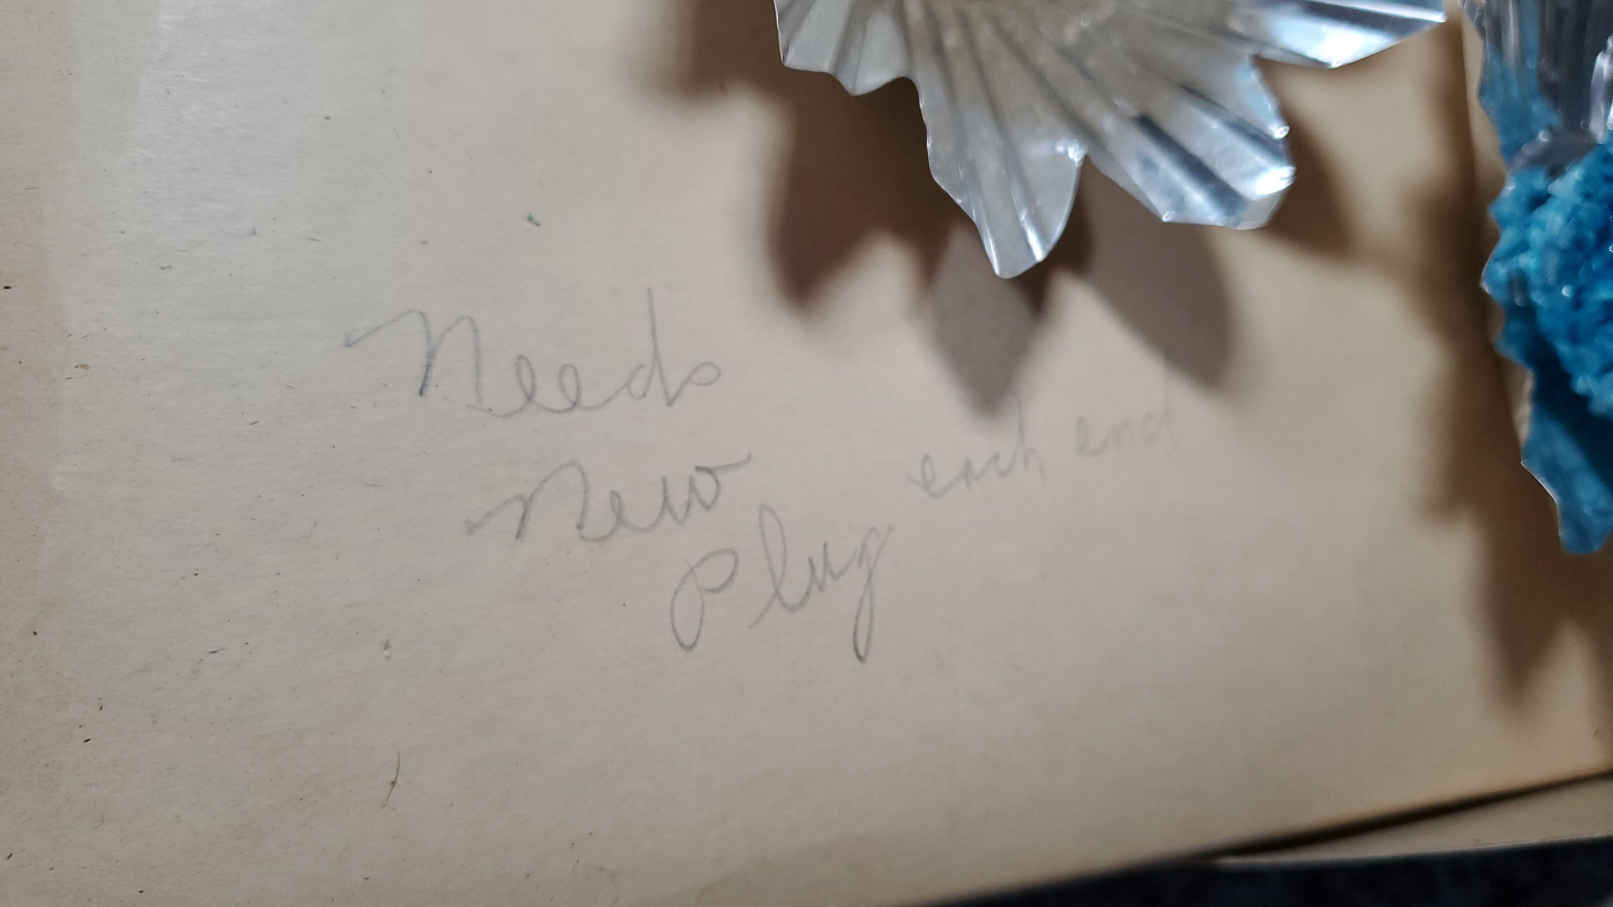 Needs
New each end
Plug